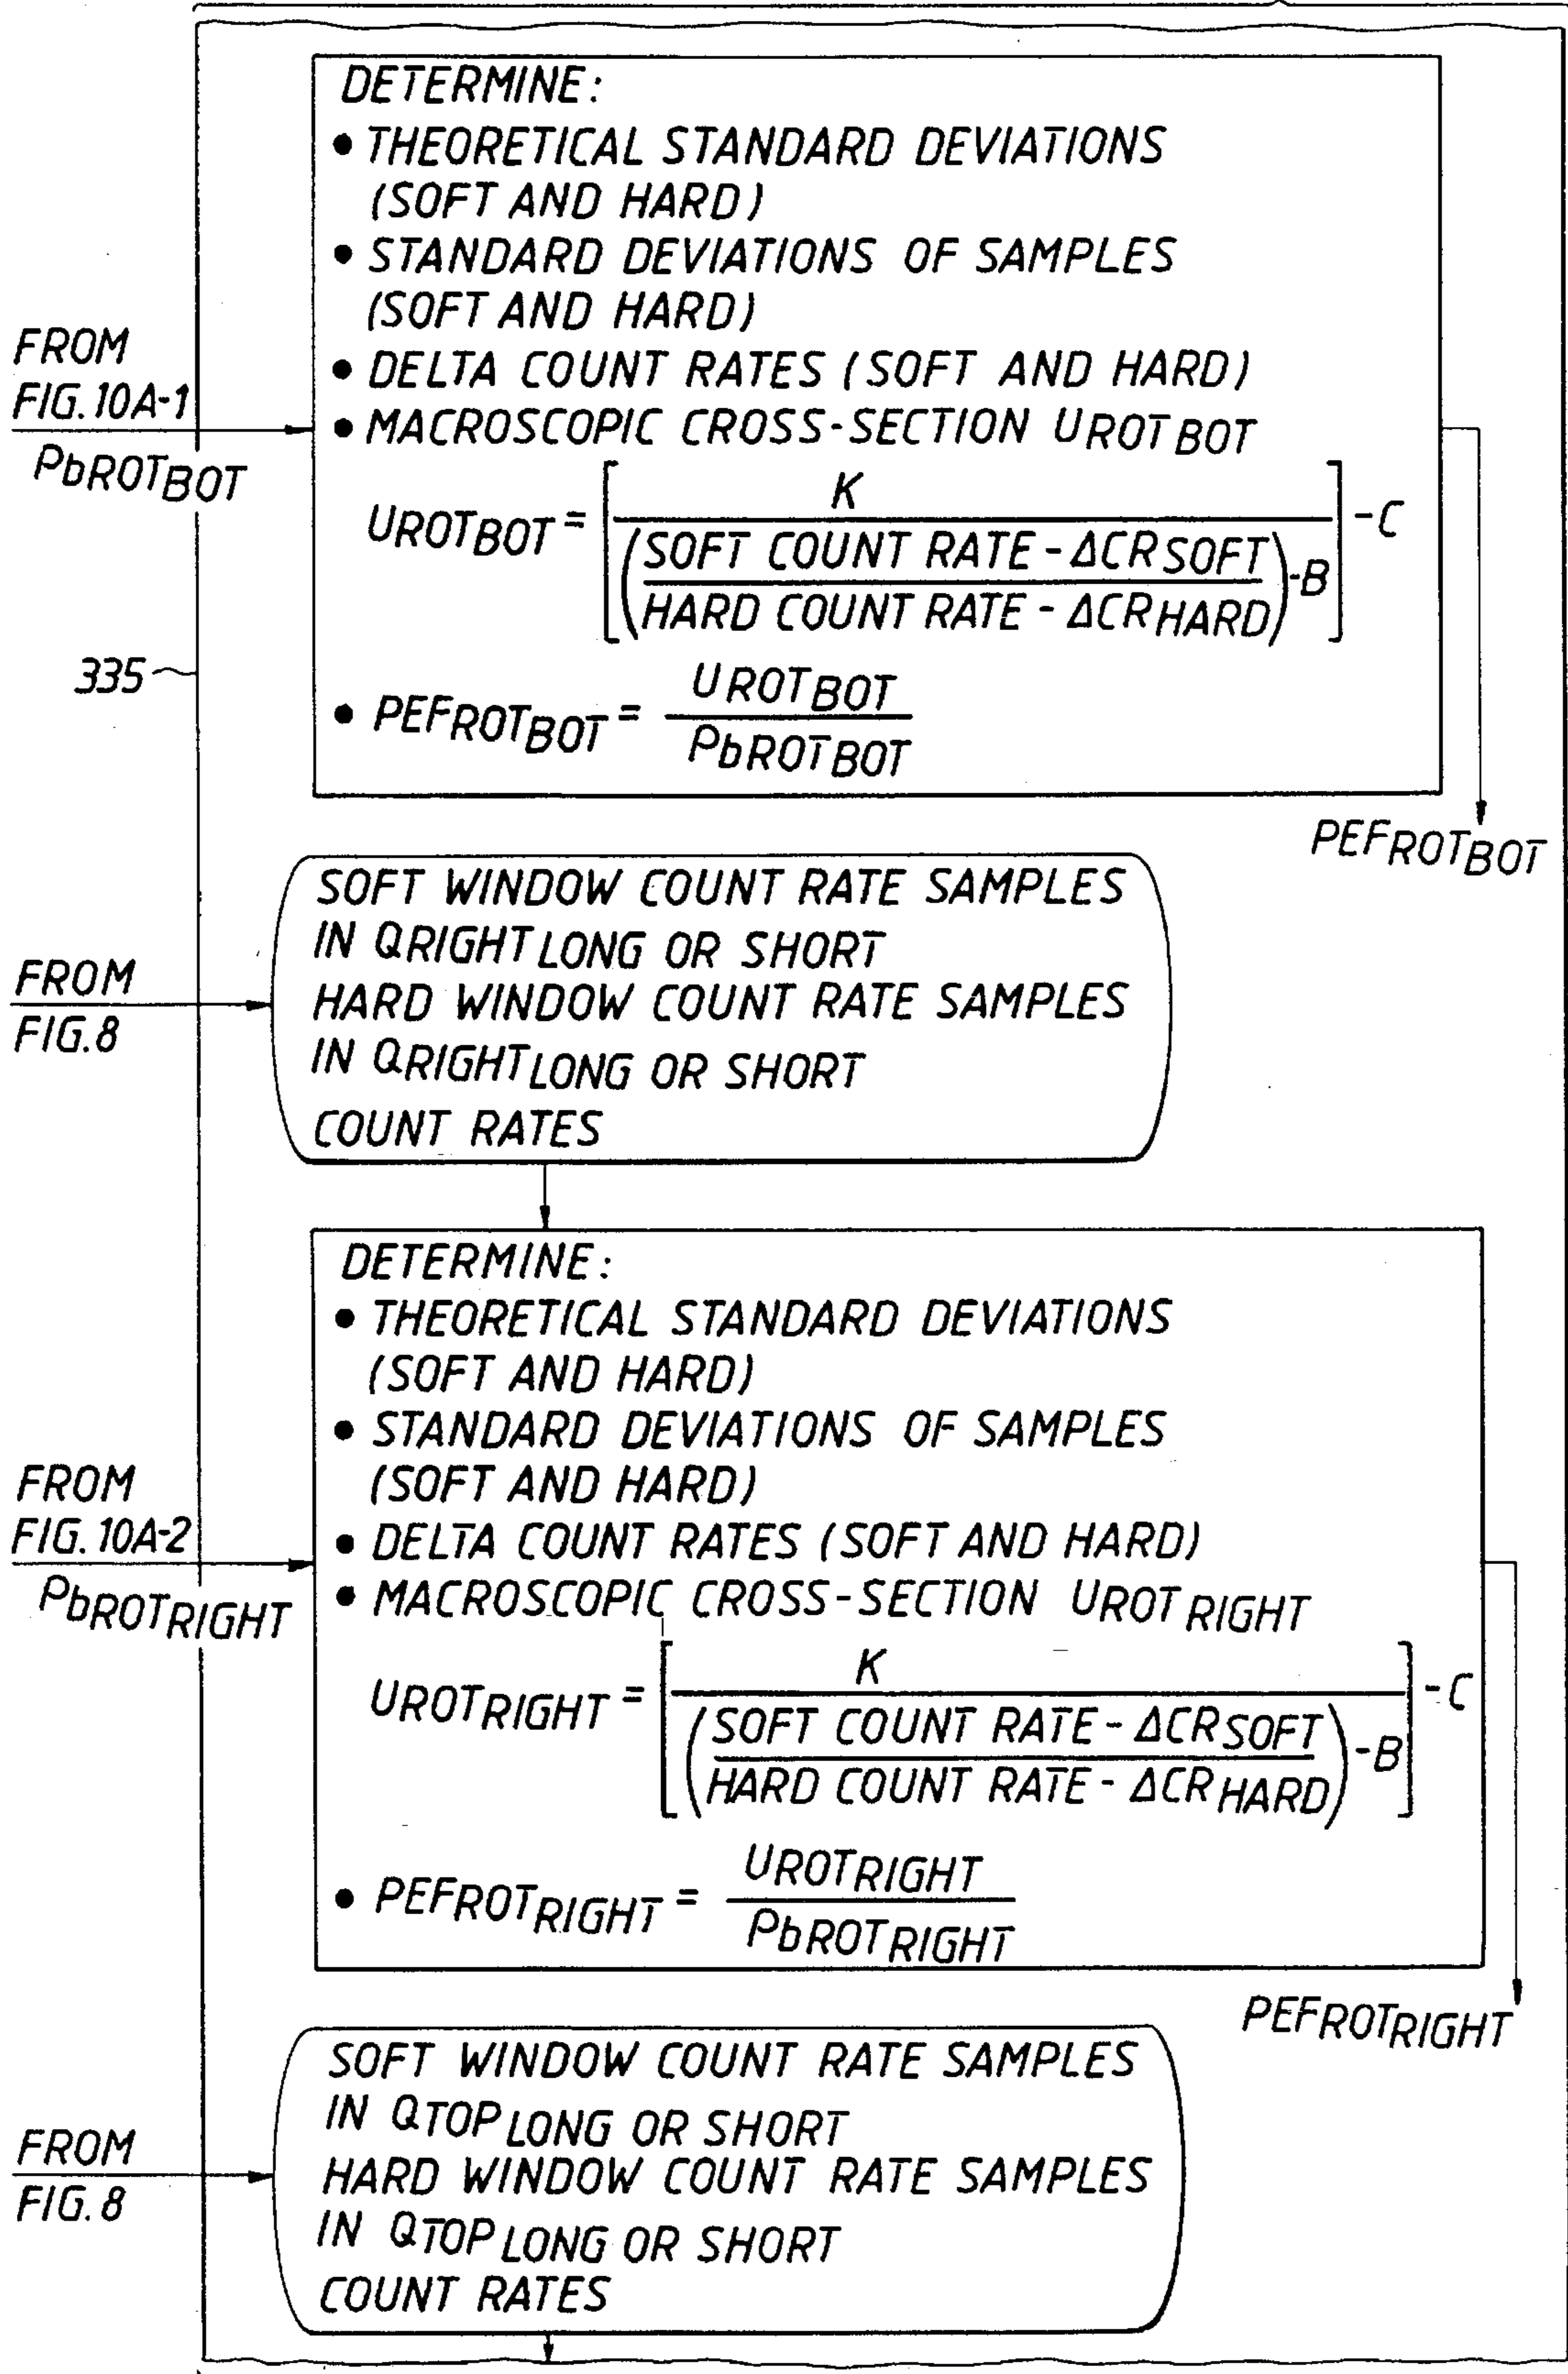 DETERMINE:
• THEORETICAL STANDARD DEVIATIONS
(SOFT AND HARD)
• STANDARD DEVIATIONS OF SAMPLES
(SOFT AND HARD)
• DELTA COUNT RATES (SOFT AND HARD)
• MACROSCOPIC CROSS-SECTION UROTBOT
UROTBOT = [ K / ( (SOFT COUNT RATE - ΔCRSOFT / HARD COUNT RATE - ΔCRHARD) -B ) ] -C
• PEFROTBOT = UROTBOT / ρbROTBOT
FROM
FIG. 10A-1
ρbROTBOT
335
PEFROTBOT
SOFT WINDOW COUNT RATE SAMPLES
IN QRIGHTLONG OR SHORT
HARD WINDOW COUNT RATE SAMPLES
IN QRIGHTLONG OR SHORT
COUNT RATES
FROM
FIG. 8
DETERMINE:
• THEORETICAL STANDARD DEVIATIONS
(SOFT AND HARD)
• STANDARD DEVIATIONS OF SAMPLES
(SOFT AND HARD)
• DELTA COUNT RATES (SOFT AND HARD)
• MACROSCOPIC CROSS-SECTION UROTRIGHT
UROTRIGHT = [ K / ( (SOFT COUNT RATE - ΔCRSOFT / HARD COUNT RATE - ΔCRHARD) -B ) ] -C
• PEFROTRIGHT = UROTRIGHT / ρbROTRIGHT
FROM
FIG. 10A-2
ρbROTRIGHT
PEFROTRIGHT
SOFT WINDOW COUNT RATE SAMPLES
IN QTOPLONG OR SHORT
HARD WINDOW COUNT RATE SAMPLES
IN QTOPLONG OR SHORT
COUNT RATES
FROM
FIG. 8